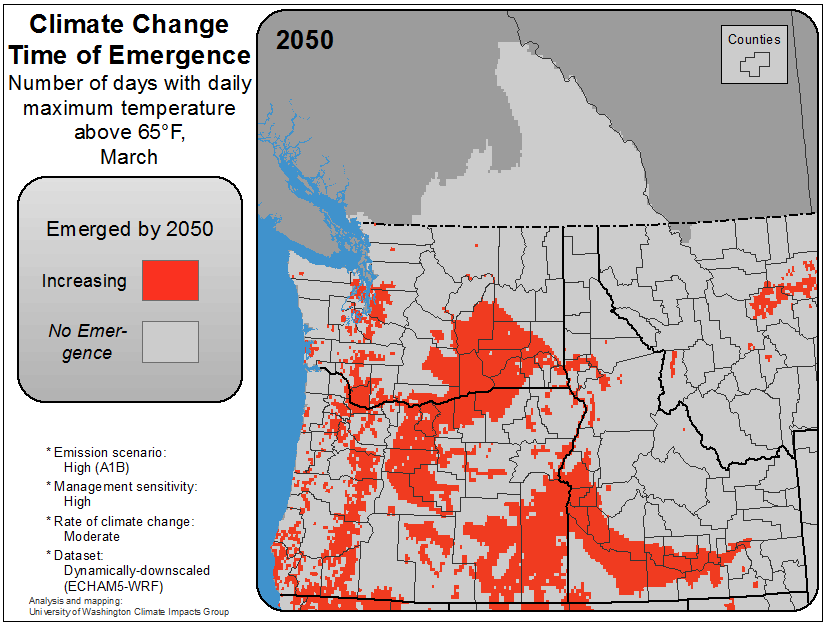 Climate Change
Time of Emergence
Number of days with daily
maximum temperature
above 65°F,
March
Emerged by 2050
Increasing
No Emer-
gence
* Emission scenario:
High (A1B)
* Management sensitivity:
High
* Rate of climate change:
Moderate
* Dataset:
Dynamically-downscaled
(ECHAM5-WRF)
Analysis and mapping:
University of Washington Climate Impacts Group
2050
Counties